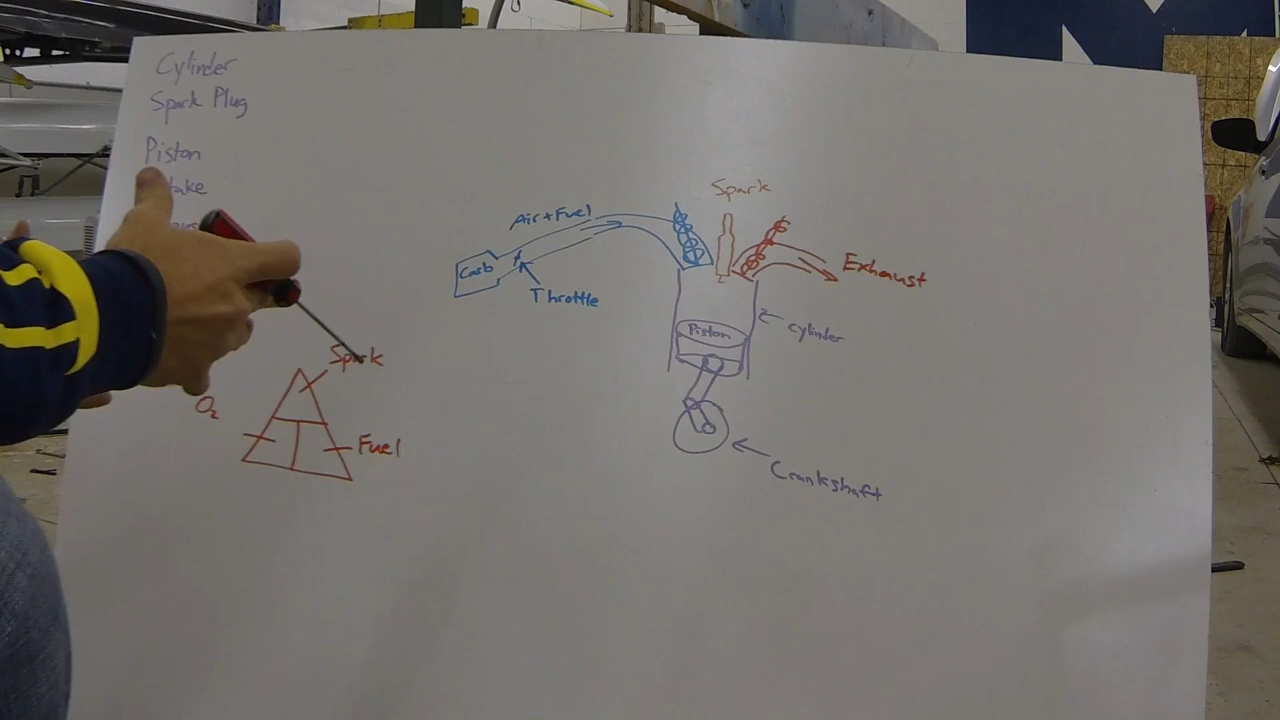 Cylinder
Spark Plug
Piston
Spark
O2
Fuel
Air+Fuel
Carb
Throttle
Spark
Exhaust
Piston
cylinder
Crankshaft